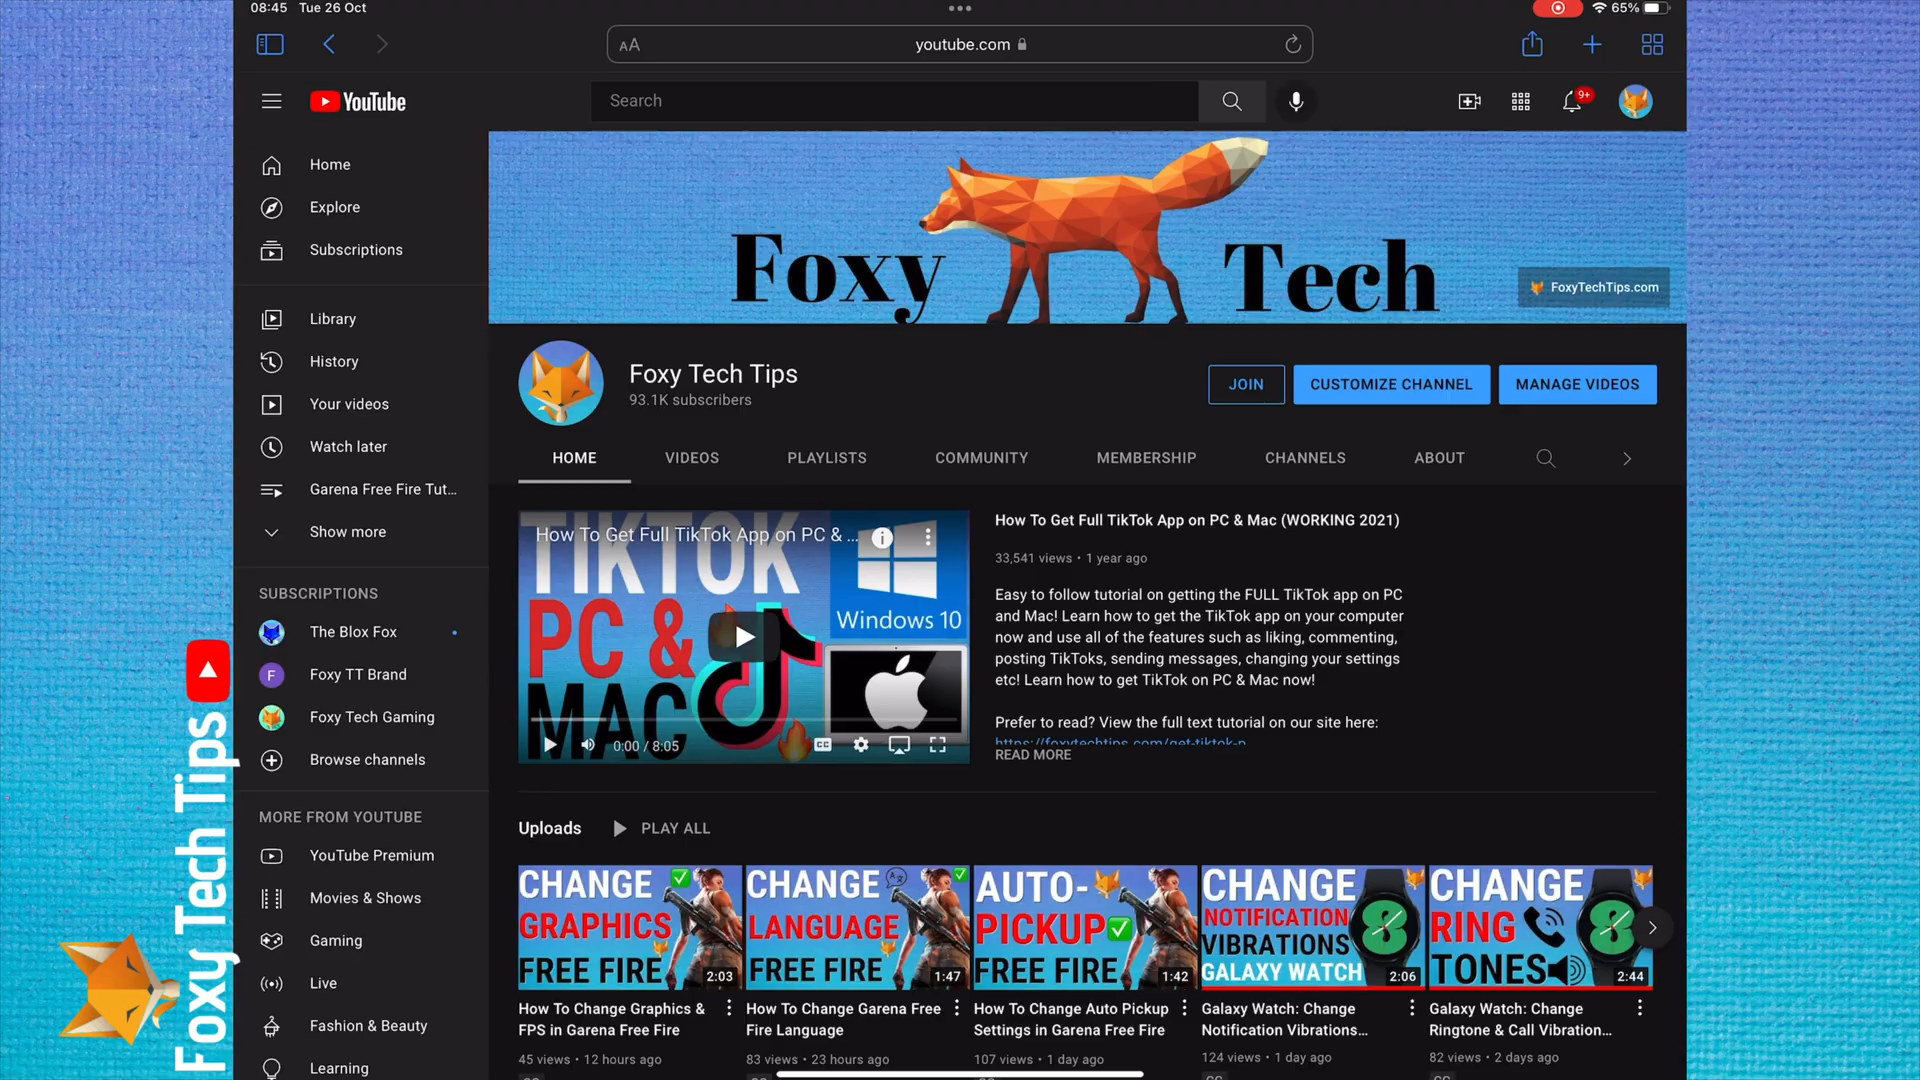 08:45 Tue 26 Oct
65%
AA
youtube.com
YouTube
Search
9+
Home
Explore
Subscriptions
Library
History
Your videos
Watch later
Garena Free Fire Tut...
Show more
SUBSCRIPTIONS
The Blox Fox
F
Foxy TT Brand
Foxy Tech Gaming
Browse channels
MORE FROM YOUTUBE
YouTube Premium
Movies & Shows
Gaming
Live
Fashion & Beauty
Learning
Foxy Tech
FoxyTechTips.com
Foxy Tech Tips
93.1K subscribers
JOIN
CUSTOMIZE CHANNEL
MANAGE VIDEOS
HOME
VIDEOS
PLAYLISTS
COMMUNITY
MEMBERSHIP
CHANNELS
ABOUT
How To Get Full TikTok App on PC & ...
TIKTOK
PC &
MAC
Windows 10
0:00 / 8:05
CC
How To Get Full TikTok App on PC & Mac (WORKING 2021)
33,541 views • 1 year ago
Easy to follow tutorial on getting the FULL TikTok app on PC
and Mac! Learn how to get the TikTok app on your computer
now and use all of the features such as liking, commenting,
posting TikToks, sending messages, changing your settings
etc! Learn how to get TikTok on PC & Mac now!
Prefer to read? View the full text tutorial on our site here:
https://foxytechtips.com/get-tiktok-p
READ MORE
Uploads
PLAY ALL
CHANGE
GRAPHICS
FREE FIRE
2:03
How To Change Graphics &
FPS in Garena Free Fire
45 views • 12 hours ago
CHANGE
LANGUAGE
FREE FIRE
1:47
How To Change Garena Free
Fire Language
83 views • 23 hours ago
AUTO-
PICKUP
FREE FIRE
1:42
How To Change Auto Pickup
Settings in Garena Free Fire
107 views • 1 day ago
CHANGE
NOTIFICATION
VIBRATIONS
GALAXY WATCH
2:06
Galaxy Watch: Change
Notification Vibrations...
124 views • 1 day ago
CHANGE
RING
TONES
2:44
Galaxy Watch: Change
Ringtone & Call Vibration...
82 views • 2 days ago
Foxy Tech Tips